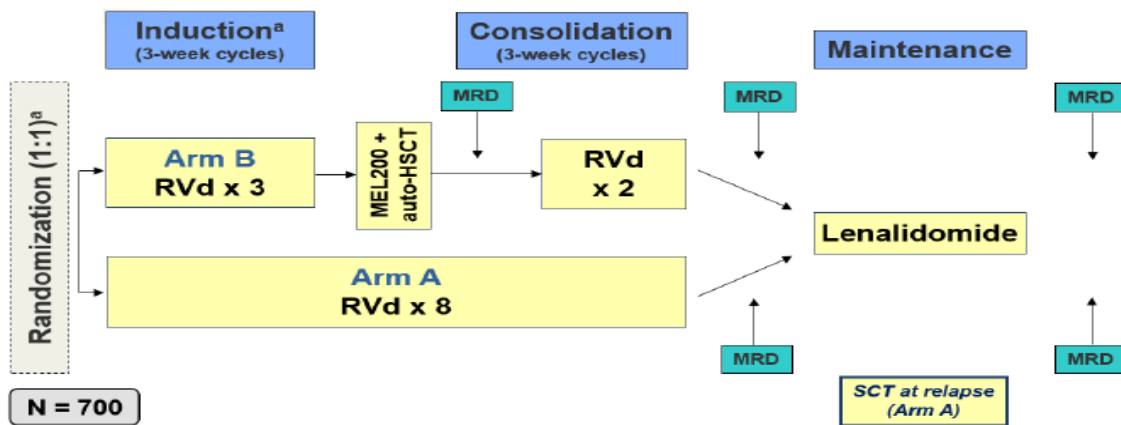 Inductionᵃ
(3-week cycles)
Consolidation
(3-week cycles)
Maintenance
Randomization (1:1)ᵃ
MRD
MRD
MRD
Arm B
RVd x 3
MEL200 +
auto-HSCT
RVd
x 2
Lenalidomide
Arm A
RVd x 8
MRD
MRD
N = 700
SCT at relapse
(Arm A)